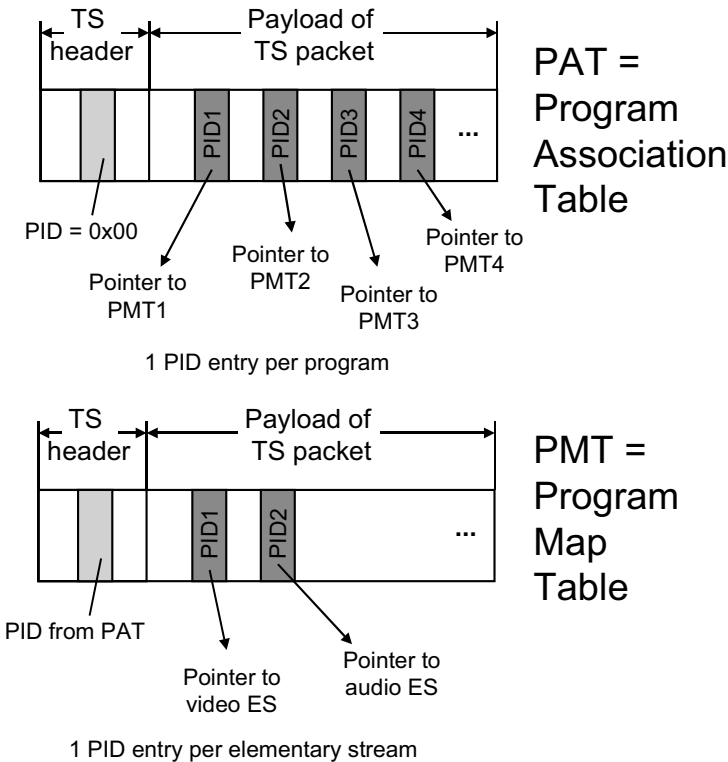 TS
header
Payload of
TS packet
PID1
PID2
PID3
PID4
...
PAT =
Program
Association
Table
PID = 0x00
Pointer to
PMT1
Pointer to
PMT2
Pointer to
PMT3
Pointer to
PMT4
1 PID entry per program
TS
header
Payload of
TS packet
PID1
PID2
...
PMT =
Program
Map
Table
PID from PAT
Pointer to
video ES
Pointer to
audio ES
1 PID entry per elementary stream